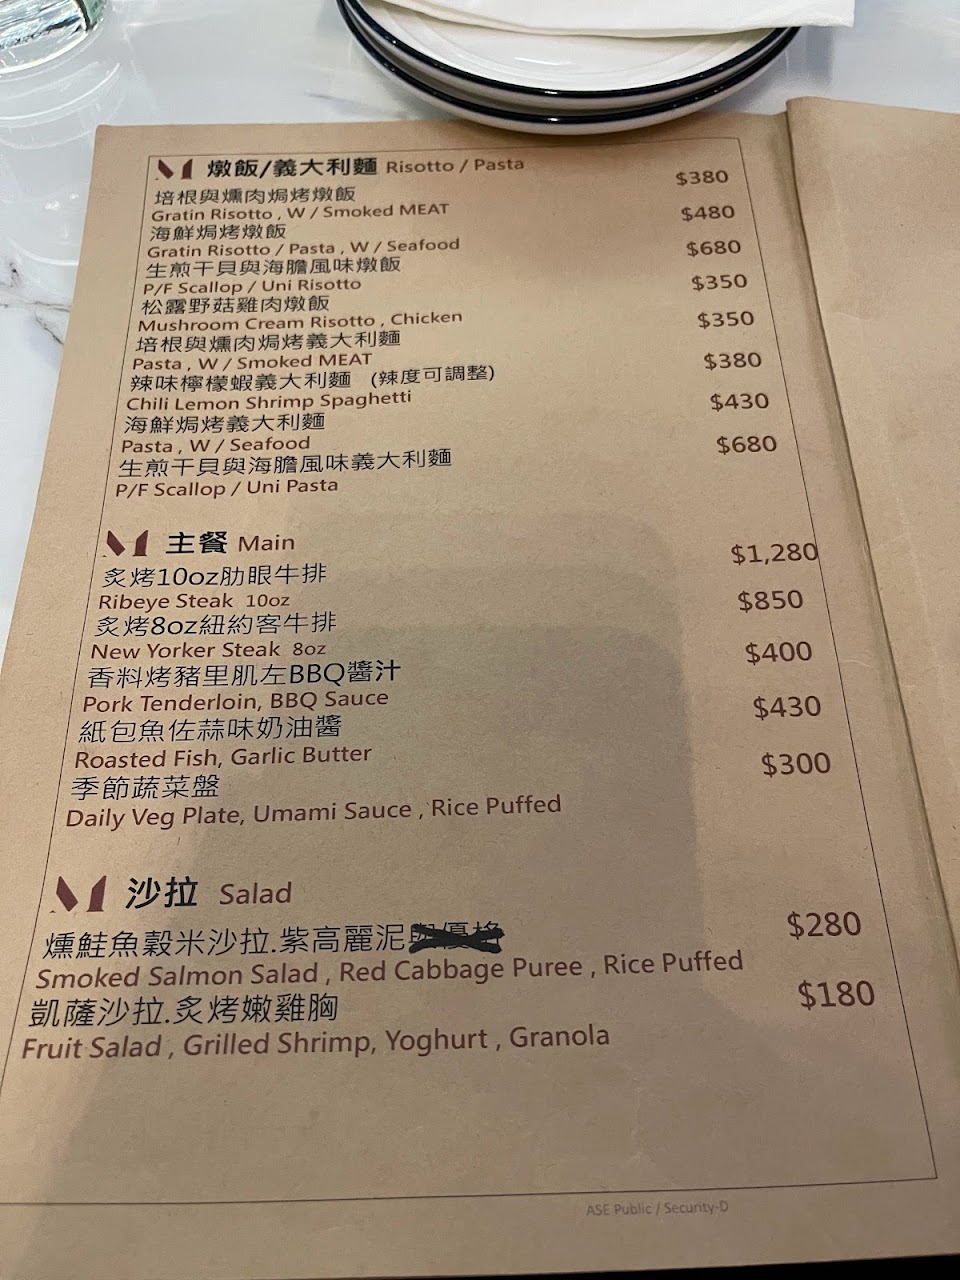 燉飯/義大利麵 Risotto / Pasta
培根與燻肉焗烤燉飯 $380
Gratin Risotto , W / Smoked MEAT
海鮮焗烤燉飯 $480
Gratin Risotto / Pasta , W / Seafood
生煎干貝與海膽風味燉飯 $680
P/F Scallop / Uni Risotto
松露野菇雞肉燉飯 $350
Mushroom Cream Risotto , Chicken
培根與燻肉焗烤義大利麵 $350
Pasta , W / Smoked MEAT
辣味檸檬蝦義大利麵 (辣度可調整) $380
Chili Lemon Shrimp Spaghetti
海鮮焗烤義大利麵 $430
Pasta , W / Seafood
生煎干貝與海膽風味義大利麵 $680
P/F Scallop / Uni Pasta
主餐 Main
炙烤10oz肋眼牛排 $1,280
Ribeye Steak 10oz
炙烤8oz紐約客牛排 $850
New Yorker Steak 8oz
香料烤豬里肌左BBQ醬汁 $400
Pork Tenderloin, BBQ Sauce
紙包魚佐蒜味奶油醬 $430
Roasted Fish, Garlic Butter
季節蔬菜盤 $300
Daily Veg Plate, Umami Sauce , Rice Puffed
沙拉 Salad
燻鮭魚穀米沙拉.紫高麗泥 $280
Smoked Salmon Salad , Red Cabbage Puree , Rice Puffed
凱薩沙拉.炙烤嫩雞胸 $180
Fruit Salad , Grilled Shrimp, Yoghurt , Granola
ASE Public / Security-D